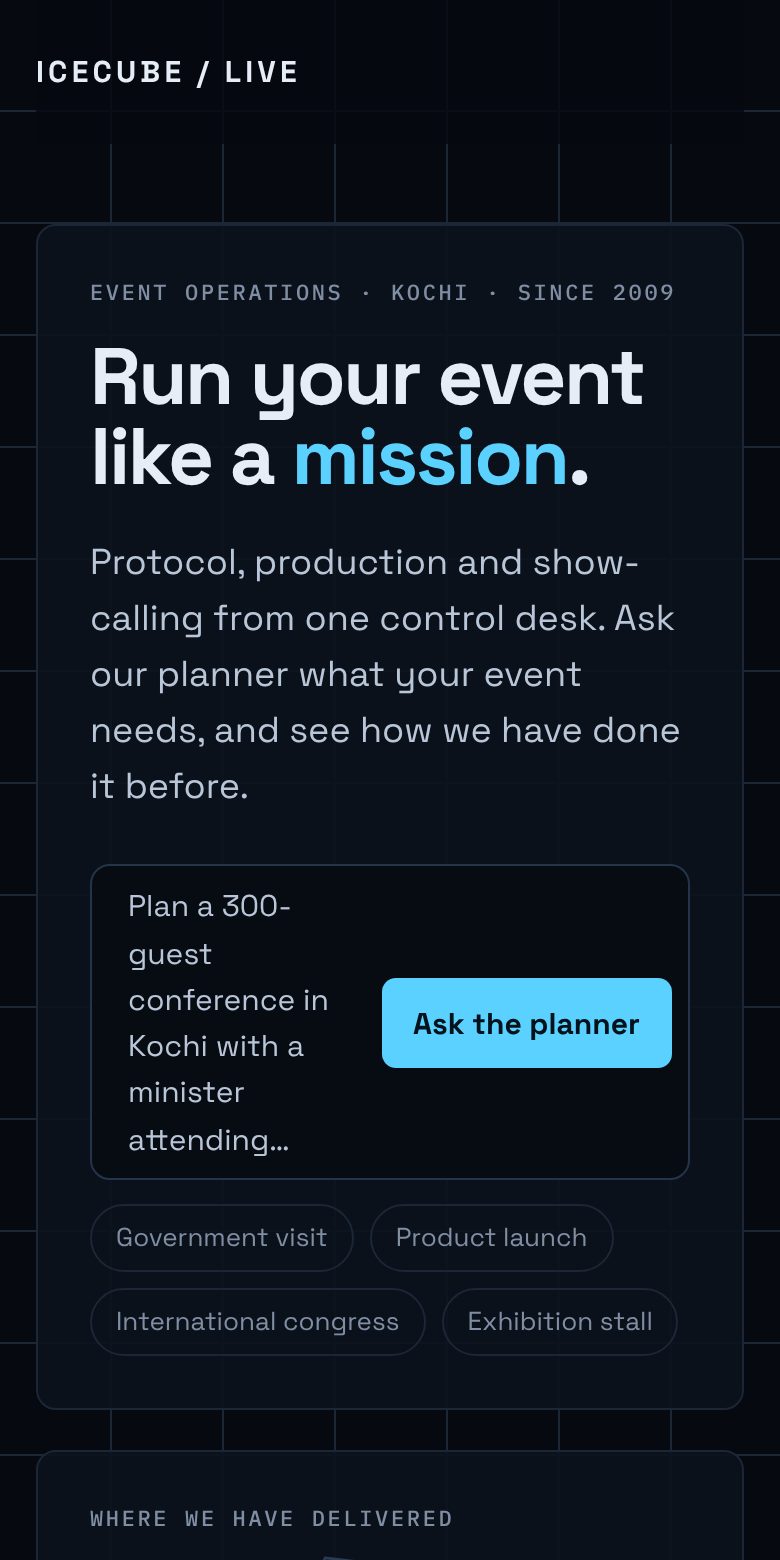 ICECUBE / LIVE
EVENT OPERATIONS · KOCHI · SINCE 2009
Run your event
like a mission.
Protocol, production and show-
calling from one control desk. Ask
our planner what your event
needs, and see how we have done
it before.
Plan a 300-
guest
conference in
Kochi with a
minister
attending…
Ask the planner
Government visit
Product launch
International congress
Exhibition stall
WHERE WE HAVE DELIVERED